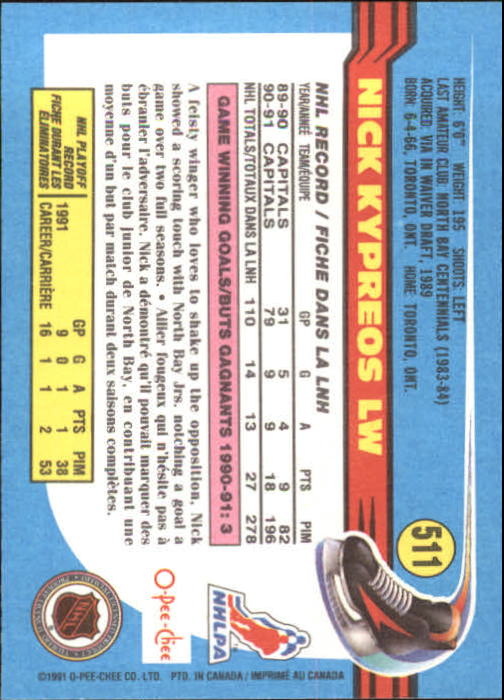 511
NICK KYPREOS LW
HEIGHT: 6'0" WEIGHT: 195 SHOOTS: LEFT
LAST AMATEUR CLUB: NORTH BAY CENTENNIALS (1983-84)
ACQUIRED: VIA IN WAIVER DRAFT, 1989
BORN: 6-4-66, TORONTO, ONT. HOME: TORONTO, ONT.
NHL RECORD / FICHE DANS LA LNH
YEAR/ANNÉE TEAM/ÉQUIPE GP G A PTS PIM
89-90 CAPITALS 31 5 4 9 82
90-91 CAPITALS 79 9 9 18 196
NHL TOTALS/TOTAUX DANS LA LNH 110 14 13 27 278
GAME WINNING GOALS/BUTS GAGNANTS 1990-91: 3
A feisty winger who loves to shake up the opposition, Nick
showed a scoring touch with North Bay Jrs. notching a goal a
game over two full seasons. • Ailier fougeux qui n'hésite pas à
ébranler l'adversaire, Nick a démontré qu'il pouvait marquer des
buts pour le club junior de North Bay, en contribuant une
moyenne d'un but par match durant deux saisons complètes.
NHL PLAYOFF
RECORD
FICHE DURANT LES
ÉLIMINATOIRES
GP G A PTS PIM
1991 9 0 1 1 38
CAREER/CARRIÈRE 16 1 1 2 53
NHLPA
O-Pee-Chee
NHL
©1991 O-PEE-CHEE CO. LTD. PTD. IN CANADA / IMPRIMÉ AU CANADA